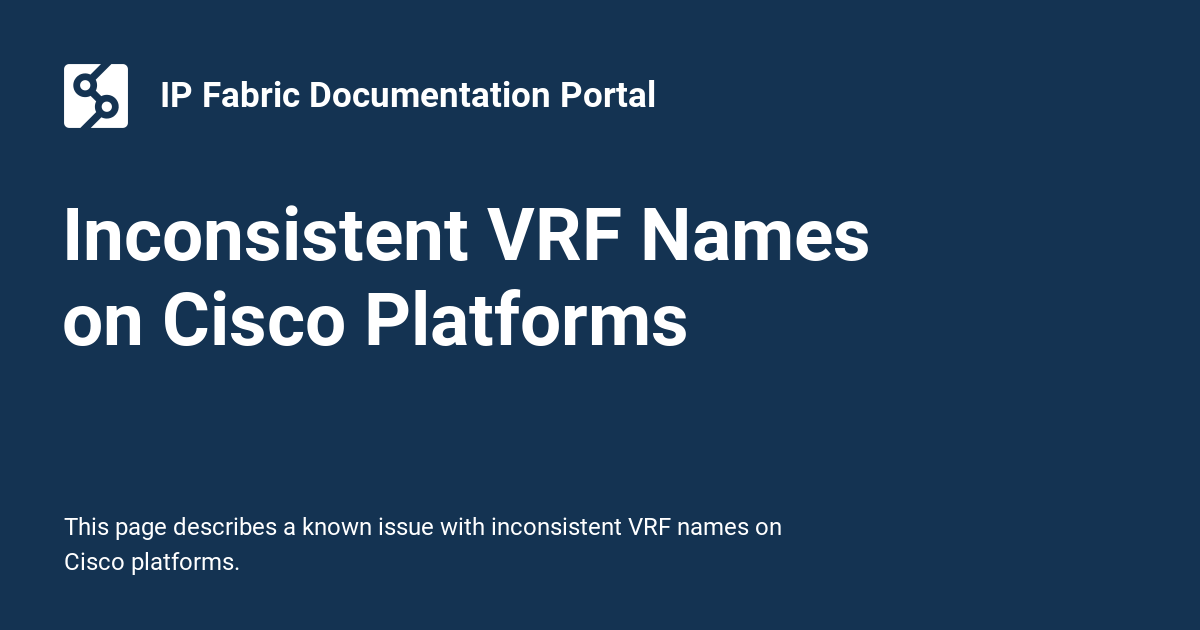 IP Fabric Documentation Portal
Inconsistent VRF Names
on Cisco Platforms
This page describes a known issue with inconsistent VRF names on
Cisco platforms.